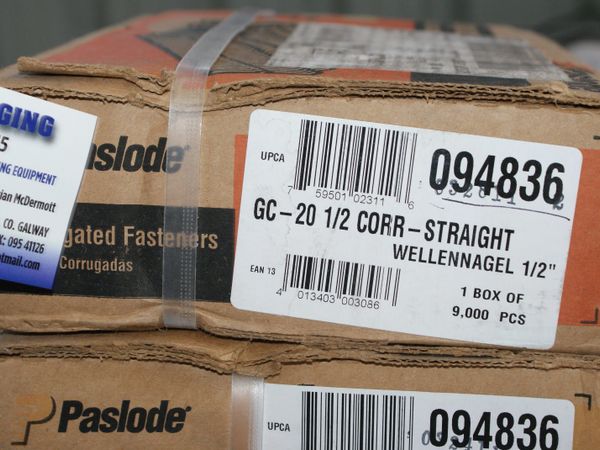 GING
5
NG EQUIPMENT
ian McDermott
CO. GALWAY
: 095 41126
tmail.com
aslode
gated Fasteners
Corrugadas
UPCA
7 59501 02311 6
094836
GC-20 1/2 CORR-STRAIGHT
WELLENNAGEL 1/2"
EAN 13
4 013403 003086
1 BOX OF
9,000 PCS
Paslode
UPCA
094836